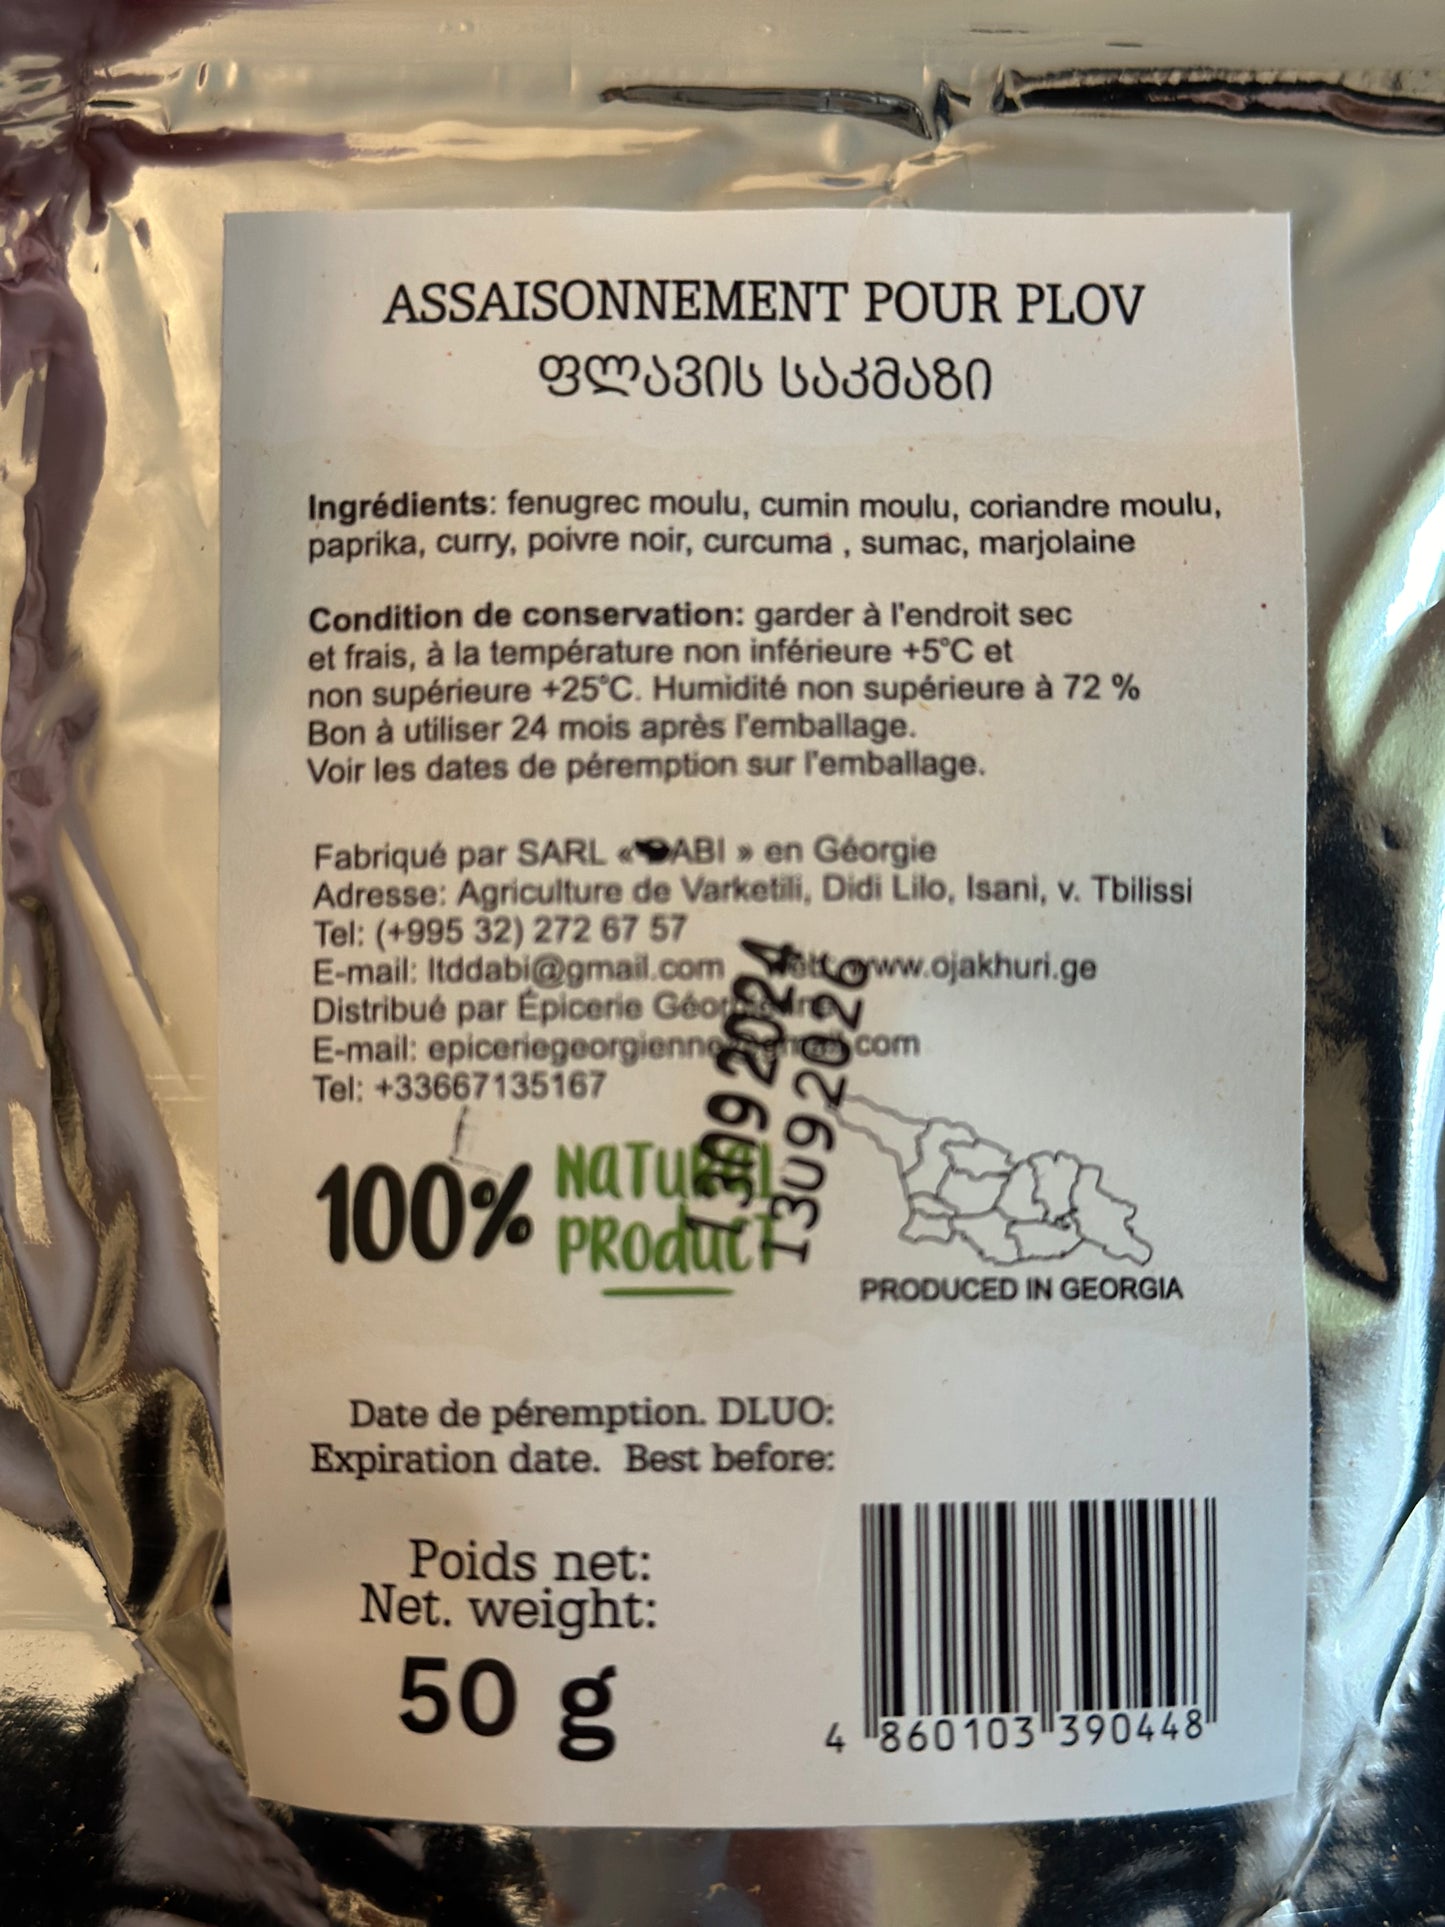 ASSAISONNEMENT POUR PLOV
ფლავის საკმაზი
Ingrédients: fenugrec moulu, cumin moulu, coriandre moulu,
paprika, curry, poivre noir, curcuma , sumac, marjolaine
Condition de conservation: garder à l'endroit sec
et frais, à la température non inférieure +5°C et
non supérieure +25°C. Humidité non supérieure à 72 %
Bon à utiliser 24 mois après l'emballage.
Voir les dates de péremption sur l'emballage.
Fabriqué par SARL « ABI » en Géorgie
Adresse: Agriculture de Varketili, Didi Lilo, Isani, v. Tbilissi
Tel: (+995 32) 272 67 57
E-mail: ltddabi@gmail.com www.ojakhuri.ge
Distribué par Épicerie
E-mail:
Tel: +33667135167
13092024
13092026
100% NATURAL
PRODUCT
PRODUCED IN GEORGIA
Date de péremption. DLUO:
Expiration date. Best before:
Poids net:
Net. weight:
50 g
4 860103 390448